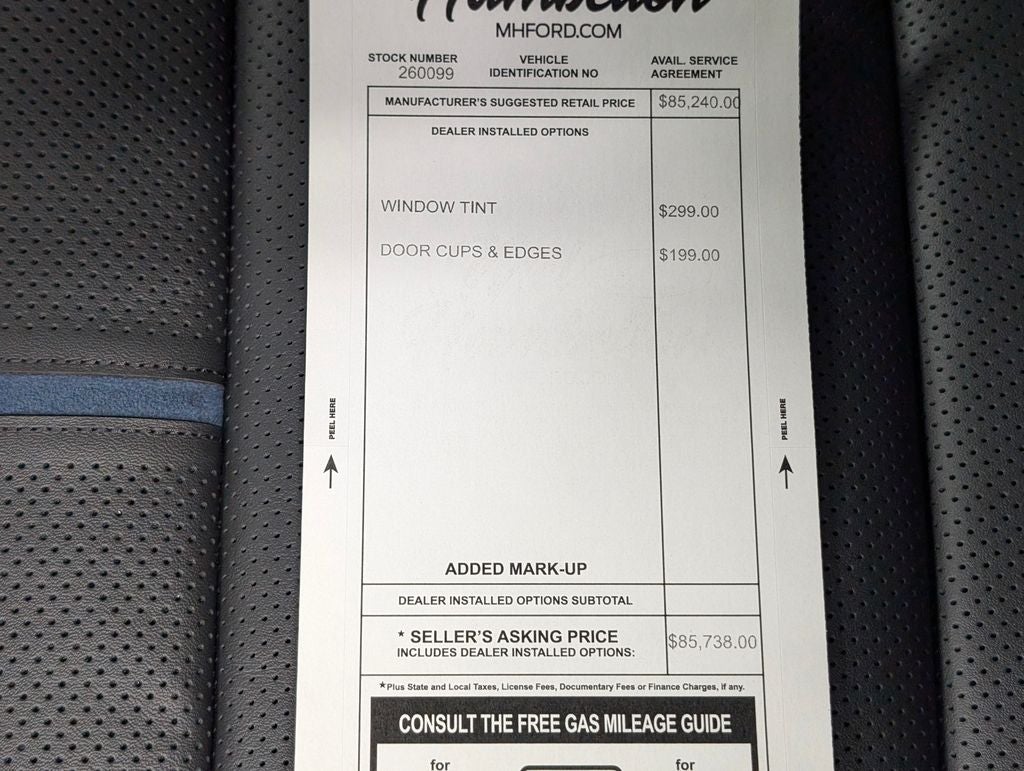 MHFORD.COM
STOCK NUMBER
260099
VEHICLE
IDENTIFICATION NO
AVAIL. SERVICE
AGREEMENT
MANUFACTURER'S SUGGESTED RETAIL PRICE $85,240.00
DEALER INSTALLED OPTIONS
WINDOW TINT $299.00
DOOR CUPS & EDGES $199.00
PEEL HERE
PEEL HERE
ADDED MARK-UP
DEALER INSTALLED OPTIONS SUBTOTAL
* SELLER'S ASKING PRICE
INCLUDES DEALER INSTALLED OPTIONS:
$85,738.00
*Plus State and Local Taxes, License Fees, Documentary Fees or Finance Charges, if any.
CONSULT THE FREE GAS MILEAGE GUIDE
for
for